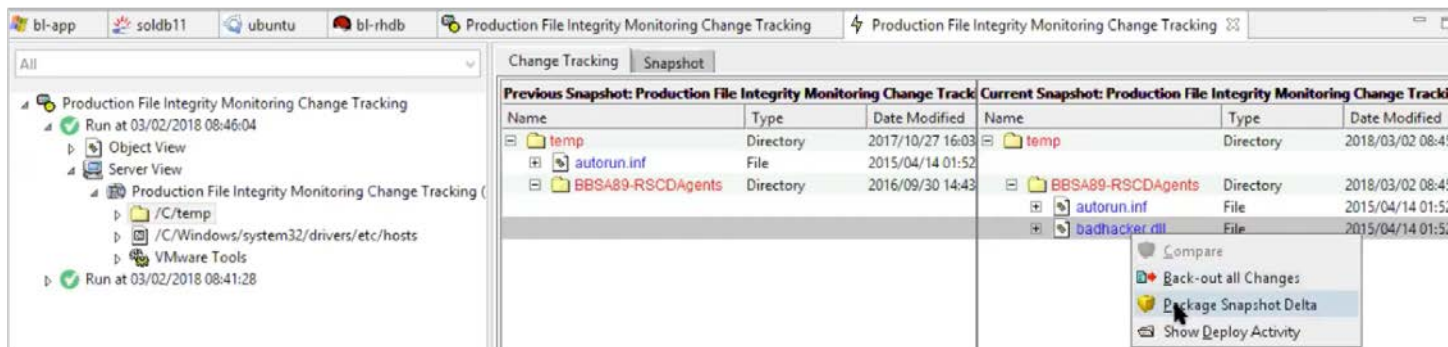 bl-app soldb11 ubuntu bl-rhdb Production File Integrity Monitoring Change Tracking Production File Integrity Monitoring Change Tracking
All
Production File Integrity Monitoring Change Tracking
Run at 03/02/2018 08:46:04
Object View
Server View
Production File Integrity Monitoring Change Tracking (
/C/temp
/C/Windows/system32/drivers/etc/hosts
VMware Tools
Run at 03/02/2018 08:41:28
Change Tracking Snapshot
Previous Snapshot: Production File Integrity Monitoring Change Track
Name Type Date Modified
temp Directory 2017/10/27 16:03
autorun.inf File 2015/04/14 01:52
BBSA89-RSCDAgents Directory 2016/09/30 14:43
Current Snapshot: Production File Integrity Monitoring Change Tracki
Name Type Date Modified
temp Directory 2018/03/02 08:45
BBSA89-RSCDAgents Directory 2018/03/02 08:45
autorun.inf File 2015/04/14 01:52
badhacker.dll File 2015/04/14 01:52
Compare
Back-out all Changes
Package Snapshot Delta
Show Deploy Activity